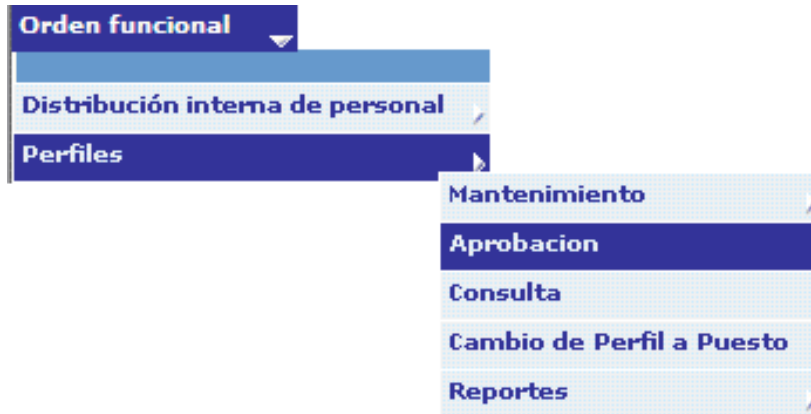 Orden funcional
Distribución interna de personal
Perfiles
Mantenimiento
Aprobacion
Consulta
Cambio de Perfil a Puesto
Reportes